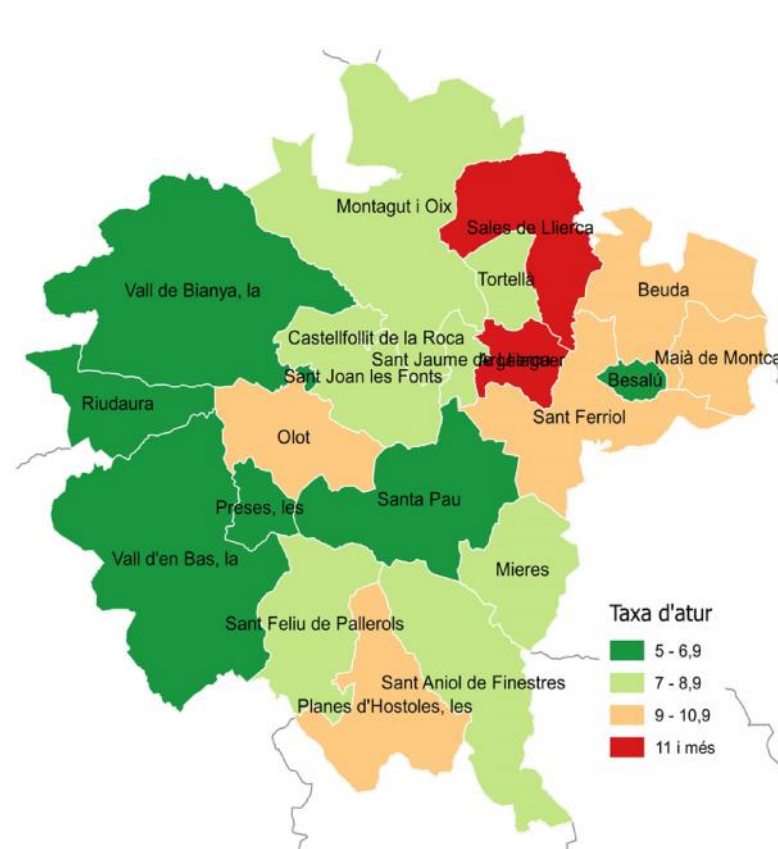 Montagut i Oix
Sales de Llierca
Tortellà
Vall de Bianya, la
Beuda
Castellfollit de la Roca
Sant Jaume de Llierca
Argelaguer
Maià de Montca
Sant Joan les Fonts
Besalú
Riudaura
Sant Ferriol
Olot
Santa Pau
Preses, les
Vall d'en Bas, la
Mieres
Sant Feliu de Pallerols
Sant Aniol de Finestres
Planes d'Hostoles, les
Taxa d'atur
5 - 6,9
7 - 8,9
9 - 10,9
11 i més